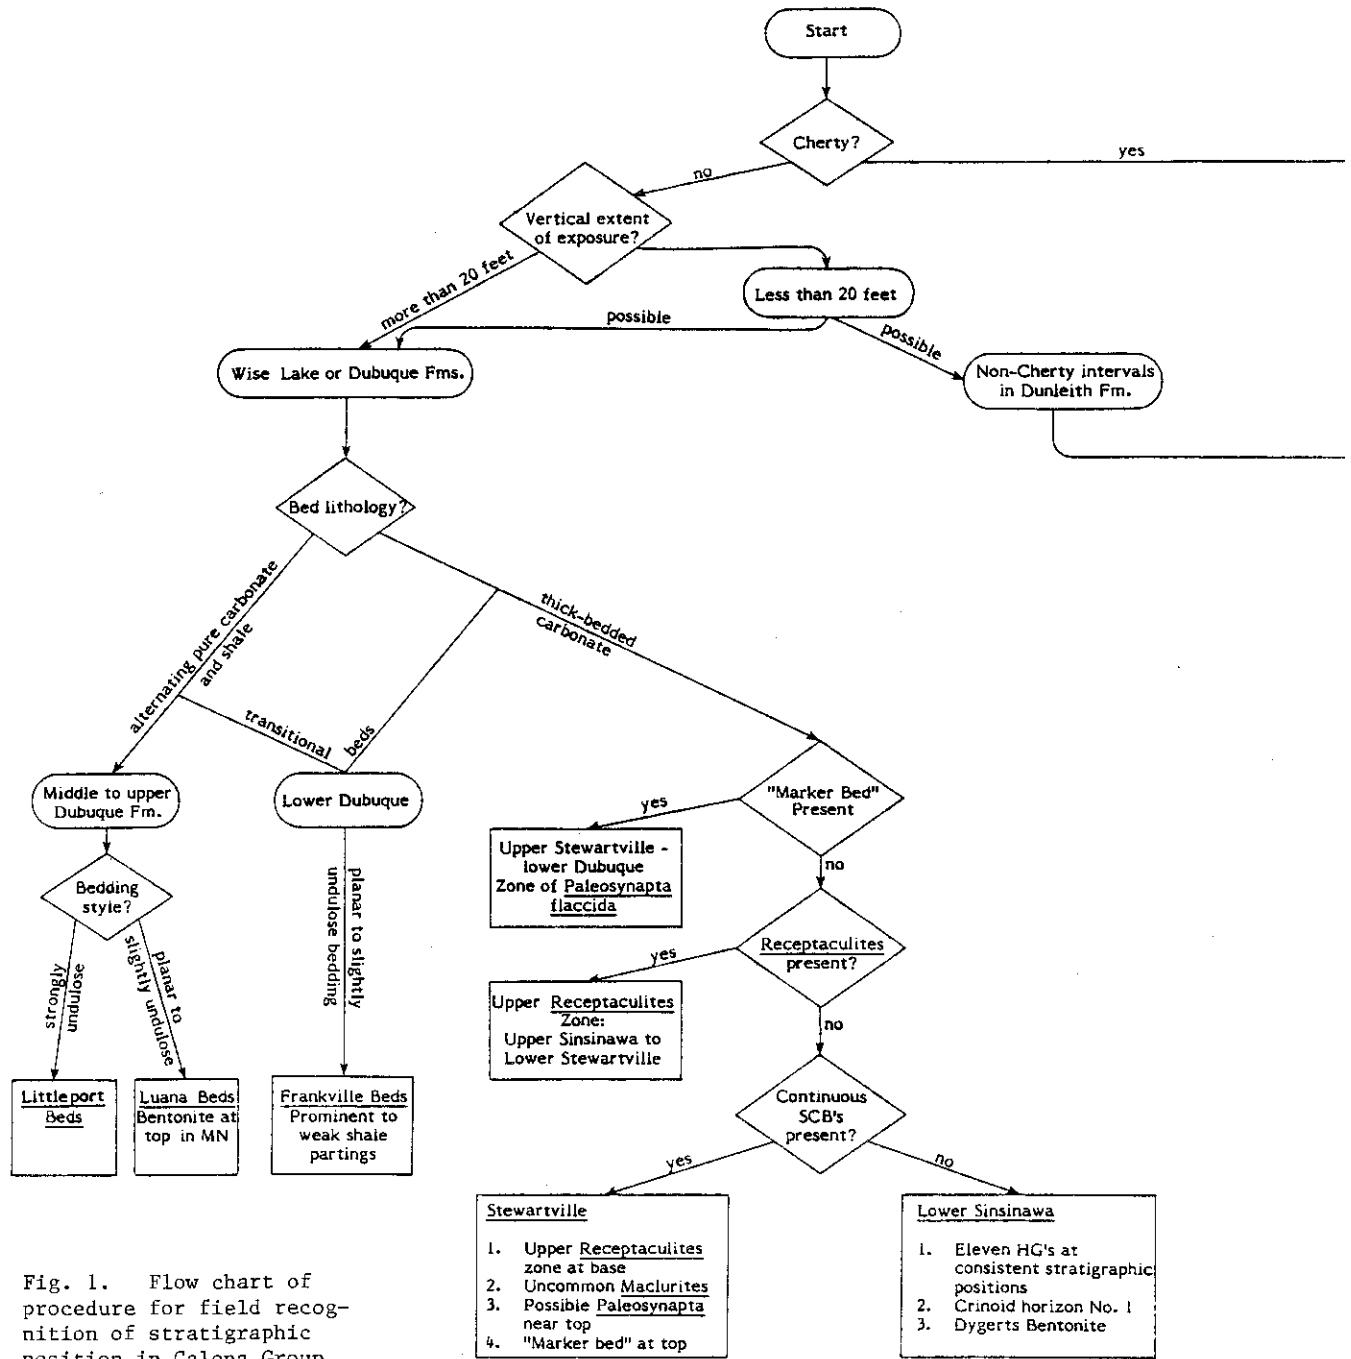 Start
Cherty?
yes
no
Vertical extent
of exposure?
more than 20 feet
Less than 20 feet
possible
possible
Wise Lake or Dubuque Fms.
Non-Cherty intervals
in Dunleith Fm.
Bed lithology?
alternating pure carbonate
and shale
thick-bedded
carbonate
transitional
beds
Middle to upper
Dubuque Fm.
Lower Dubuque
"Marker Bed"
Present
yes
no
Upper Stewartville -
lower Dubuque
Zone of Paleosynapta
flaccida
Bedding
style?
planar to slightly
undulose bedding
strongly
undulose
planar to
slightly undulose
Receptaculites
present?
yes
no
Upper Receptaculites
Zone:
Upper Sinsinawa to
Lower Stewartville
Littleport
Beds
Luana Beds
Bentonite at
top in MN
Frankville Beds
Prominent to
weak shale
partings
Continuous
SCB's
present?
yes
no
Stewartville
1. Upper Receptaculites
zone at base
2. Uncommon Maclurites
3. Possible Paleosynapta
near top
4. "Marker bed" at top
Lower Sinsinawa
1. Eleven HG's at
consistent stratigraphic
positions
2. Crinoid horizon No. 1
3. Dygerts Bentonite
Fig. 1. Flow chart of
procedure for field recog-
nition of stratigraphic
position in Galena Group